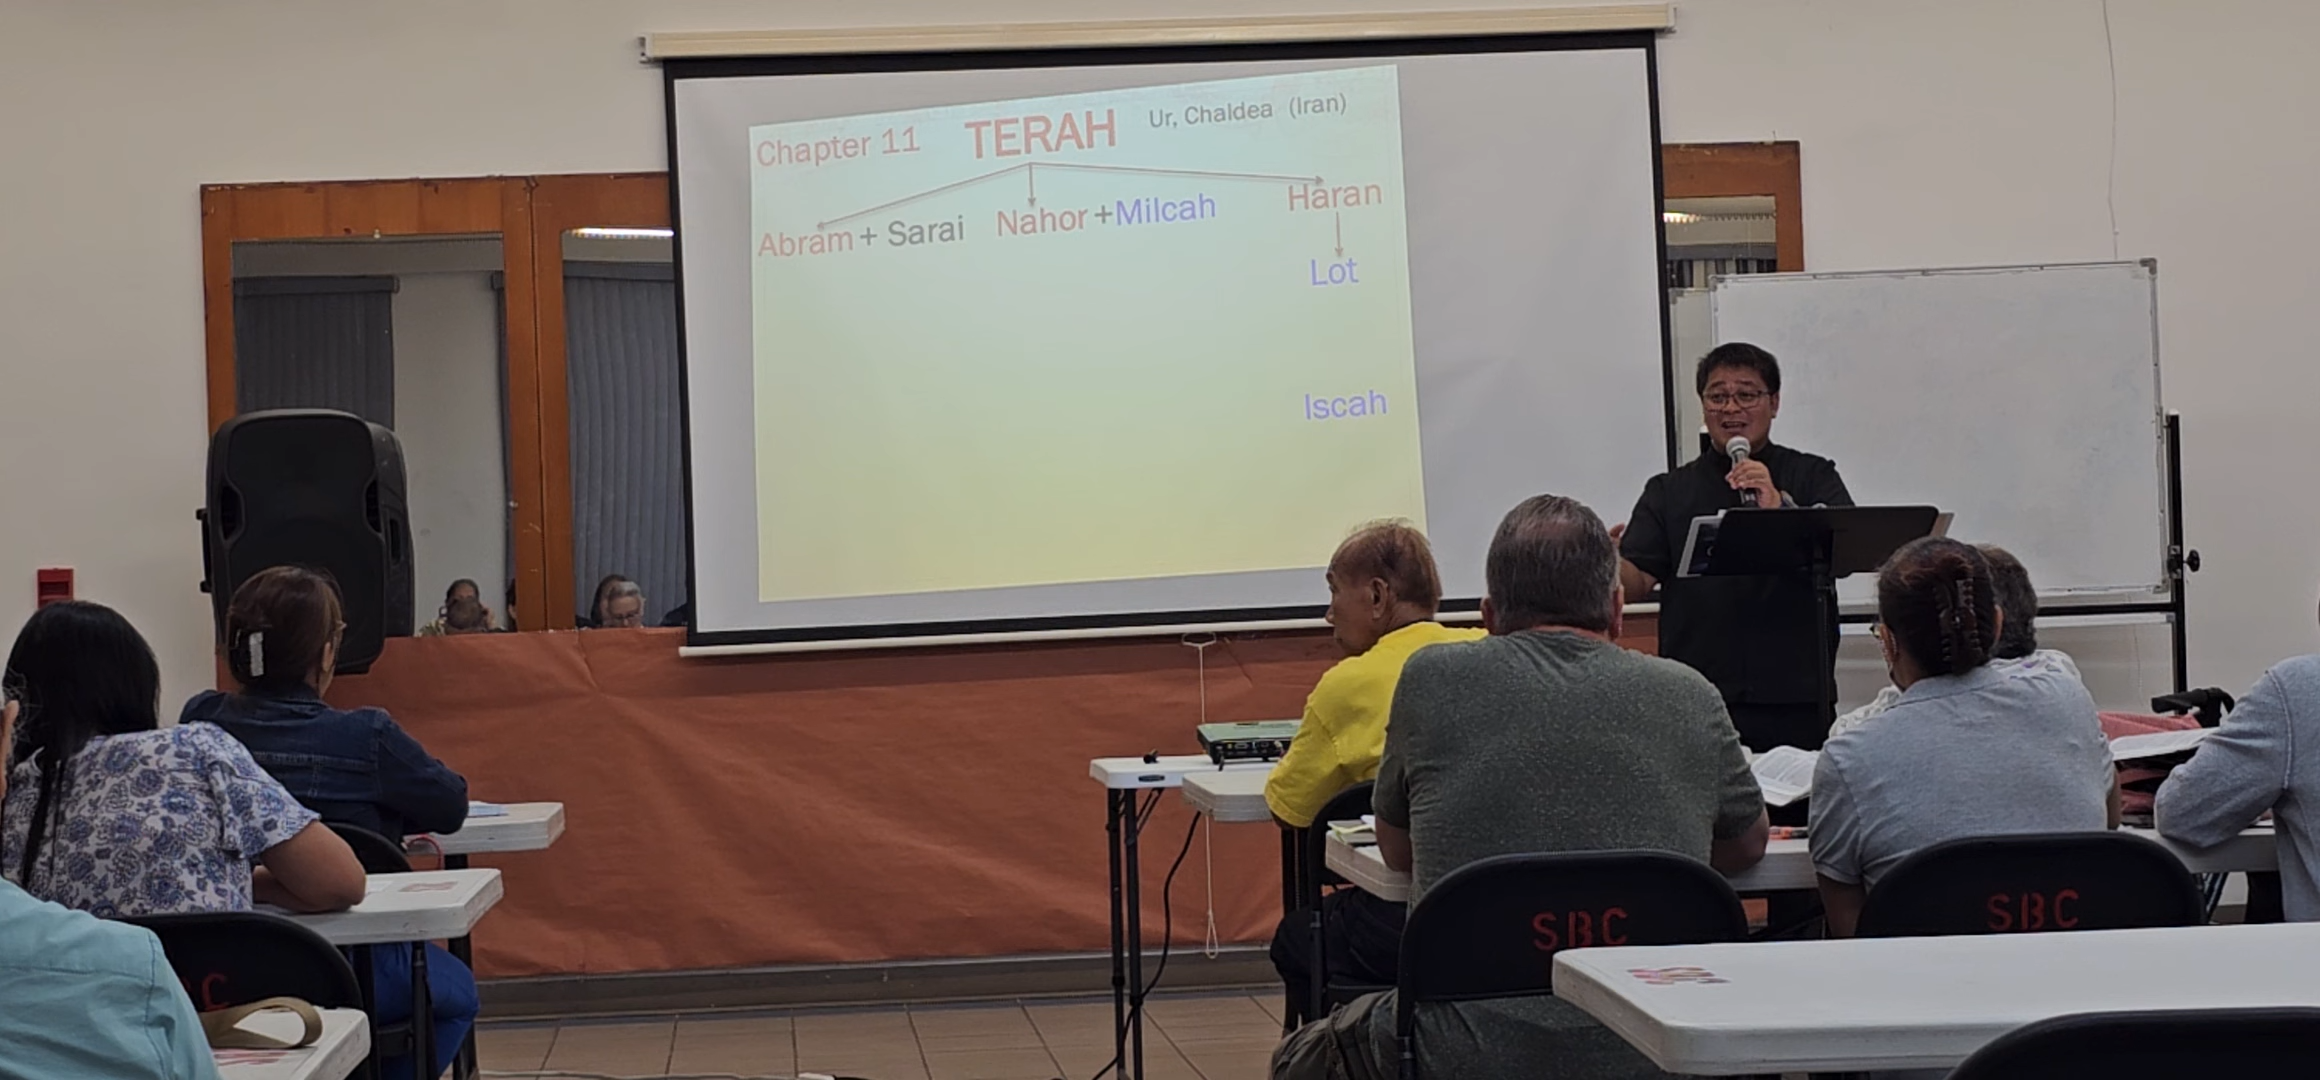 Chapter 11 TERAH Ur, Chaldea (Iran)
Abram + Sarai Nahor + Milcah Haran
Lot
Iscah
SBC
SBC